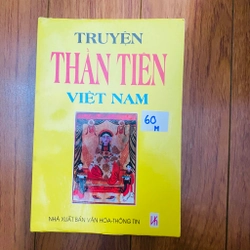 TRUYỆN
THẦN TIÊN
VIỆT NAM
60
M
NHÀ XUẤT BẢN VĂN HÓA-THÔNG TIN